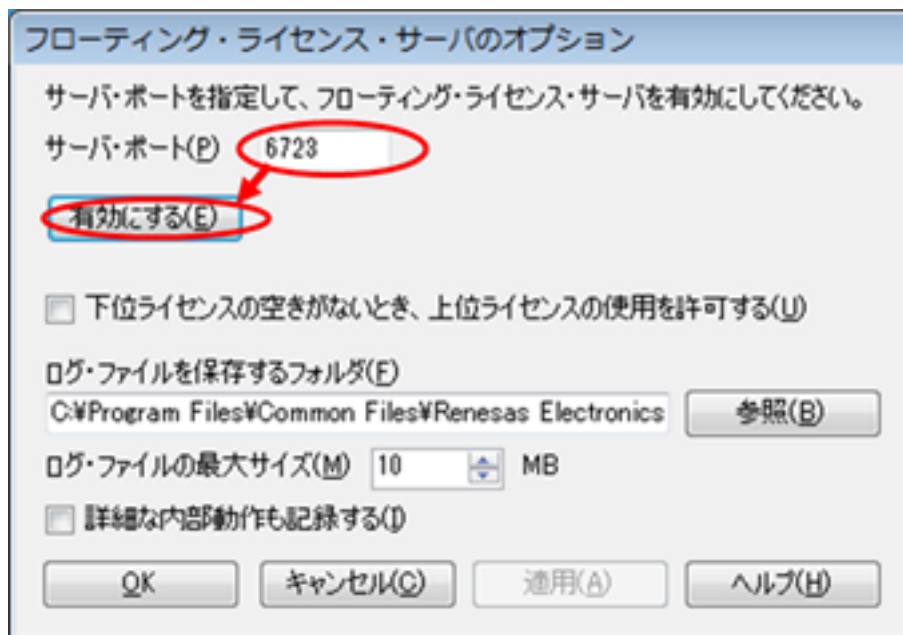 フローティング・ライセンス・サーバのオプション
サーバ・ポートを指定して、フローティング・ライセンス・サーバを有効にしてください。
サーバ・ポート(P) 6723
有効にする(E)
下位ライセンスの空きがないとき、上位ライセンスの使用を許可する(U)
ログ・ファイルを保存するフォルダ(F)
C:¥Program Files¥Common Files¥Renesas Electronics 参照(B)
ログ・ファイルの最大サイズ(M) 10 MB
詳細な内部動作も記録する(I)
OK キャンセル(C) 適用(A) ヘルプ(H)